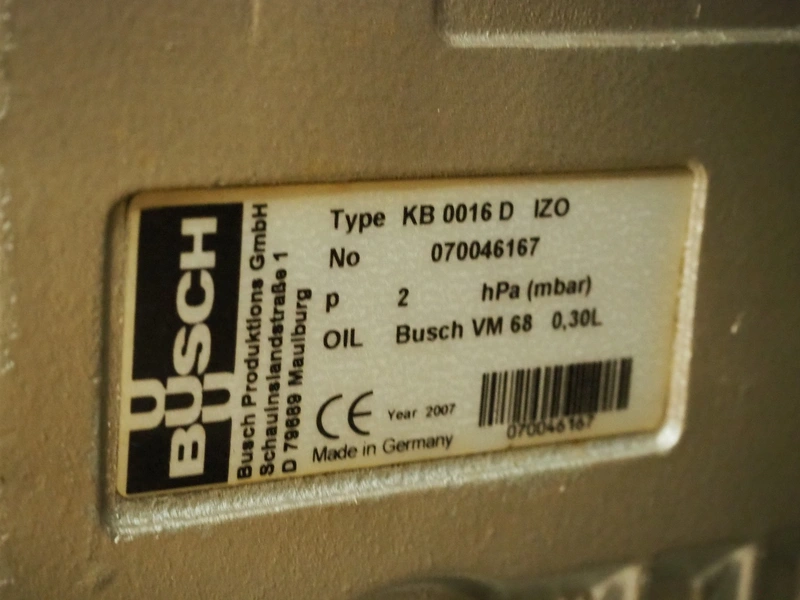 BUSCH
Busch Produktions GmbH
Schauinslandstraße 1
D 79689 Maulburg
Type KB 0016 D IZO
No 070046167
p 2 hPa (mbar)
OIL Busch VM 68 0,30L
CE Year 2007
070046167
Made in Germany